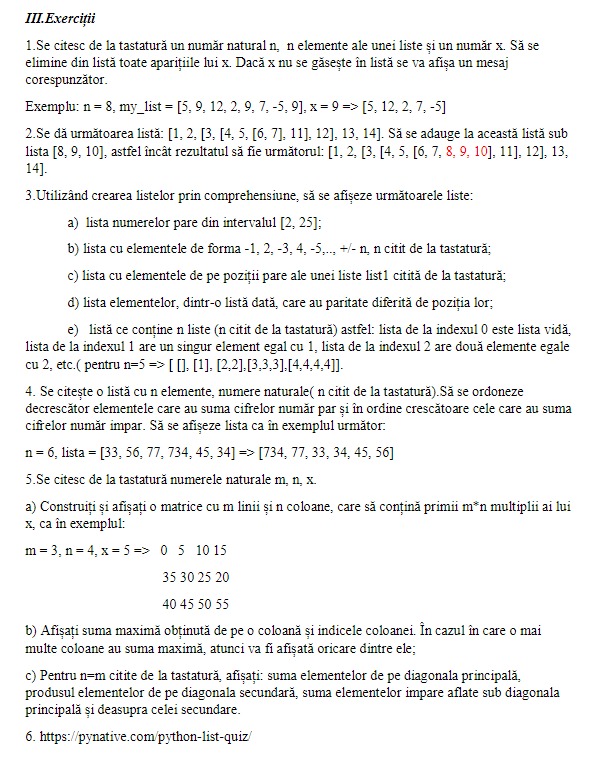 III.Exerciții
1.Se citesc de la tastatură un număr natural n,  n elemente ale unei liste și un număr x. Să se
elimine din listă toate aparițiile lui x. Dacă x nu se găsește în listă se va afișa un mesaj
corespunzător.
Exemplu: n = 8, my_list = [5, 9, 12, 2, 9, 7, -5, 9], x = 9 => [5, 12, 2, 7, -5]
2.Se dă următoarea listă: [1, 2, [3, [4, 5, [6, 7], 11], 12], 13, 14]. Să se adauge la această listă sub
lista [8, 9, 10], astfel încât rezultatul să fie următorul: [1, 2, [3, [4, 5, [6, 7, 8, 9, 10], 11], 12], 13,
14].
3.Utilizând crearea listelor prin comprehensiune, să se afișeze următoarele liste:
a)  lista numerelor pare din intervalul [2, 25];
b) lista cu elementele de forma -1, 2, -3, 4, -5,.., +/- n, n citit de la tastatură;
c) lista cu elementele de pe poziții pare ale unei liste list1 citită de la tastatură;
d) lista elementelor, dintr-o listă dată, care au paritate diferită de poziția lor;
e)   listă ce conține n liste (n citit de la tastatură) astfel: lista de la indexul 0 este lista vidă,
lista de la indexul 1 are un singur element egal cu 1, lista de la indexul 2 are două elemente egale
cu 2, etc.( pentru n=5 => [ [], [1], [2,2],[3,3,3],[4,4,4,4]].
4. Se citește o listă cu n elemente, numere naturale( n citit de la tastatură).Să se ordoneze
decrescător elementele care au suma cifrelor număr par și în ordine crescătoare cele care au suma
cifrelor număr impar. Să se afișeze lista ca în exemplul următor:
n = 6, lista = [33, 56, 77, 734, 45, 34] => [734, 77, 33, 34, 45, 56]
5.Se citesc de la tastatură numerele naturale m, n, x.
a) Construiți și afișați o matrice cu m linii și n coloane, care să conțină primii m*n multiplii ai lui
x, ca în exemplul:
m = 3, n = 4, x = 5 =>   0   5   10 15
35 30 25 20
40 45 50 55
b) Afișați suma maximă obținută de pe o coloană și indicele coloanei. În cazul în care o mai
multe coloane au suma maximă, atunci va fi afișată oricare dintre ele;
c) Pentru n=m citite de la tastatură, afișați: suma elementelor de pe diagonala principală,
produsul elementelor de pe diagonala secundară, suma elementelor impare aflate sub diagonala
principală și deasupra celei secundare.
6. https://pynative.com/python-list-quiz/